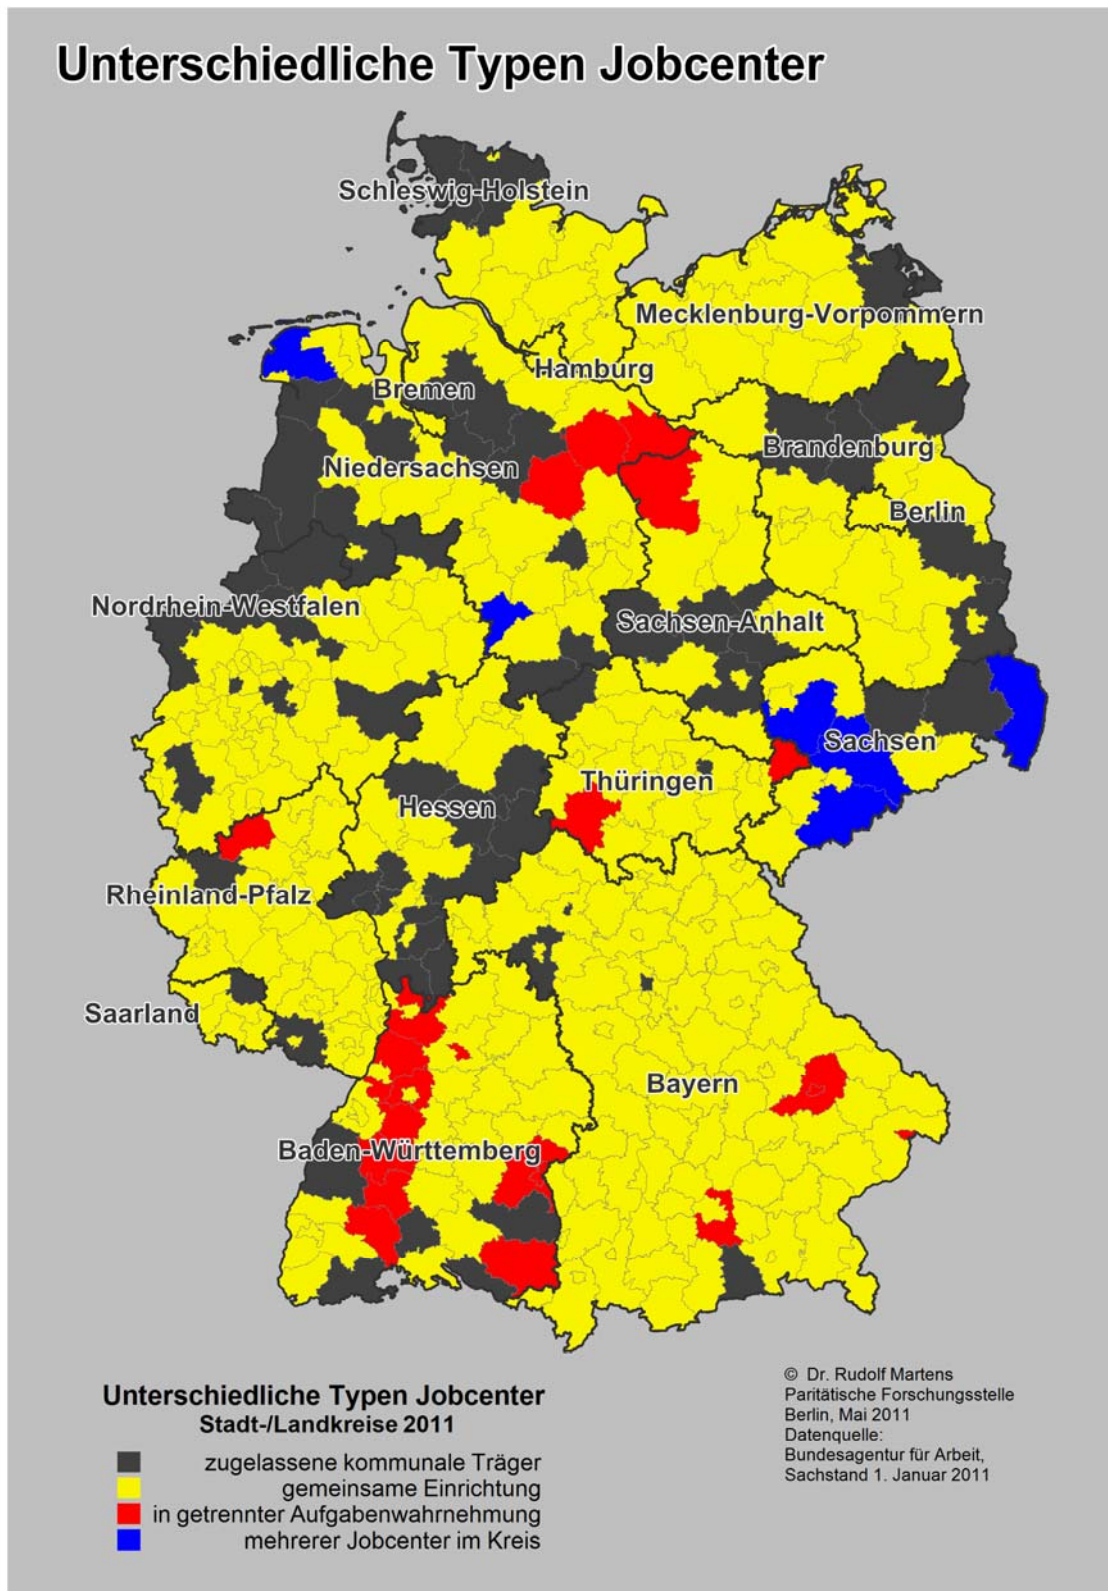 Unterschiedliche Typen Jobcenter
Schleswig-Holstein
Mecklenburg-Vorpommern
Hamburg
Bremen
Brandenburg
Niedersachsen
Berlin
Nordrhein-Westfalen
Sachsen-Anhalt
Sachsen
Thüringen
Hessen
Rheinland-Pfalz
Saarland
Bayern
Baden-Württemberg
Unterschiedliche Typen Jobcenter
Stadt-/Landkreise 2011
zugelassene kommunale Träger
gemeinsame Einrichtung
in getrennter Aufgabenwahrnehmung
mehrerer Jobcenter im Kreis
© Dr. Rudolf Martens
Paritätische Forschungsstelle
Berlin, Mai 2011
Datenquelle:
Bundesagentur für Arbeit,
Sachstand 1. Januar 2011